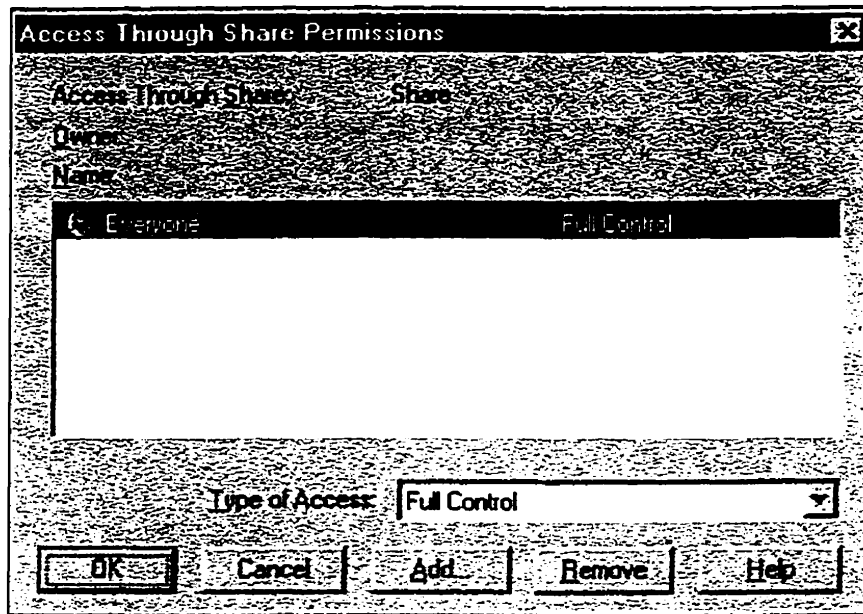 Access Through Share Permissions
Access Through Share: Share
Owner:
Name:
Everyone Full Control
Type of Access: Full Control
OK Cancel Add... Remove Help